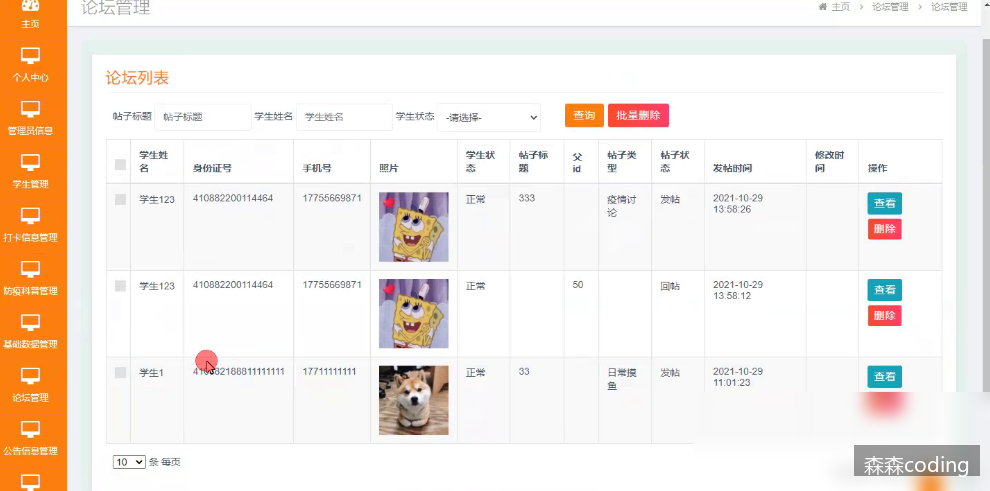 论坛管理
主页 > 论坛管理 > 论坛管理
主页
个人中心
管理员信息
学生管理
打卡信息管理
防疫科普管理
基础数据管理
论坛管理
公告信息管理
论坛列表
帖子标题 帖子标题 学生姓名 学生姓名 学生状态 -请选择- 查询 批量删除
学生姓名 身份证号 手机号 照片 学生状态 帖子标题 父id 帖子类型 帖子状态 发帖时间 修改时间 操作
学生123 410882200114464 17755669871 正常 333 疫情讨论 发帖 2021-10-29 13:58:26 查看
删除
学生123 410882200114464 17755669871 正常 50 回帖 2021-10-29 13:58:12 查看
删除
学生1 410882188811111111 17711111111 正常 33 日常摸鱼 发帖 2021-10-29 11:01:23 查看
10 条 每页
森森coding